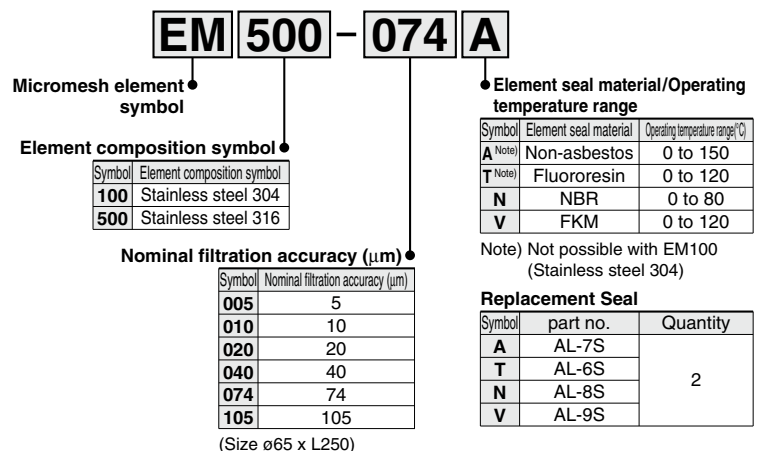 EM 500 - 074 A
Micromesh element symbol
Element composition symbol
Symbol Element composition symbol
100 Stainless steel 304
500 Stainless steel 316
Nominal filtration accuracy (μm)
Symbol Nominal filtration accuracy (μm)
005 5
010 10
020 20
040 40
074 74
105 105
(Size ø65 x L250)
Element seal material/Operating
temperature range
Symbol Element seal material Operating temperature range(°C)
A Note) Non-asbestos 0 to 150
T Note) Fluororesin 0 to 120
N NBR 0 to 80
V FKM 0 to 120
Note) Not possible with EM100
(Stainless steel 304)
Replacement Seal
Symbol part no. Quantity
A AL-7S
T AL-6S
N AL-8S
V AL-9S
2